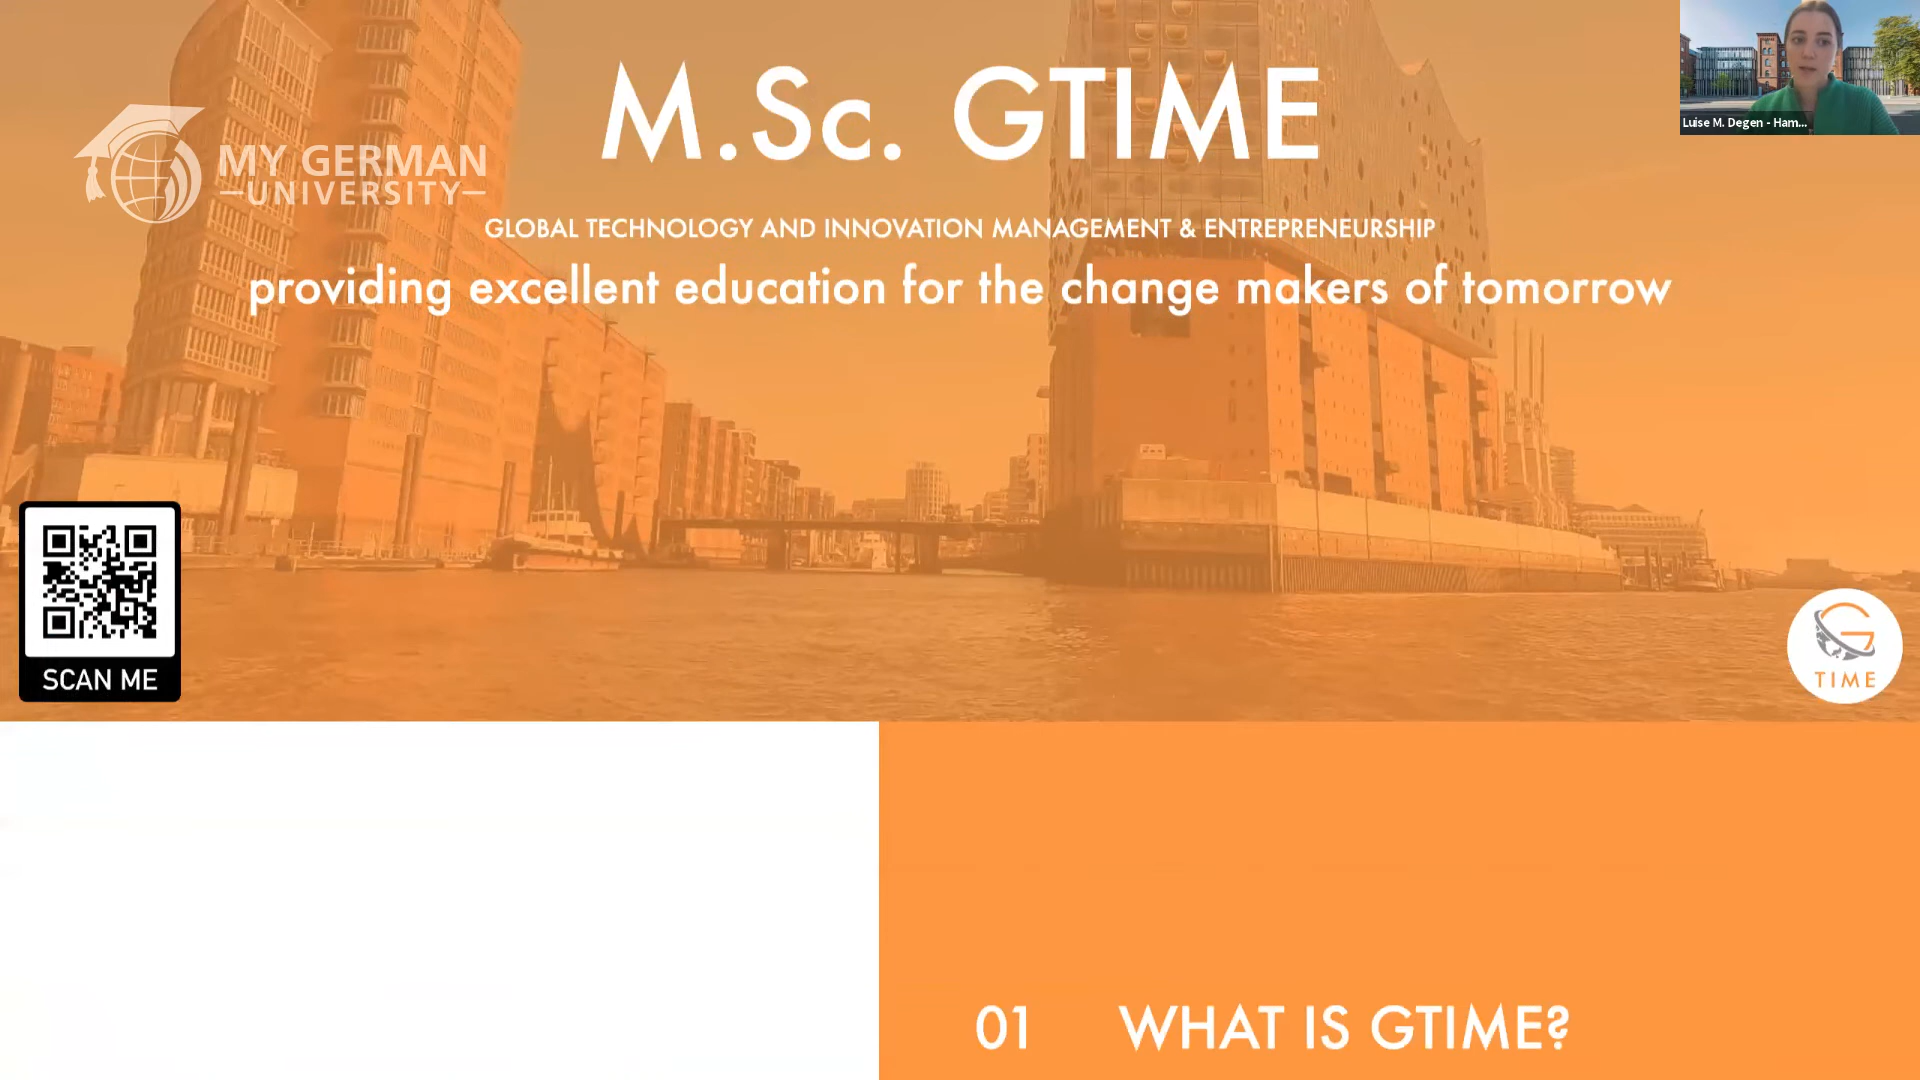 M.Sc. GTIME
Luise M. Degen - Ham...
MY GERMAN
UNIVERSITY
GLOBAL TECHNOLOGY AND INNOVATION MANAGEMENT & ENTREPRENEURSHIP
providing excellent education for the change makers of tomorrow
SCAN ME
G
TIME
01 WHAT IS GTIME?